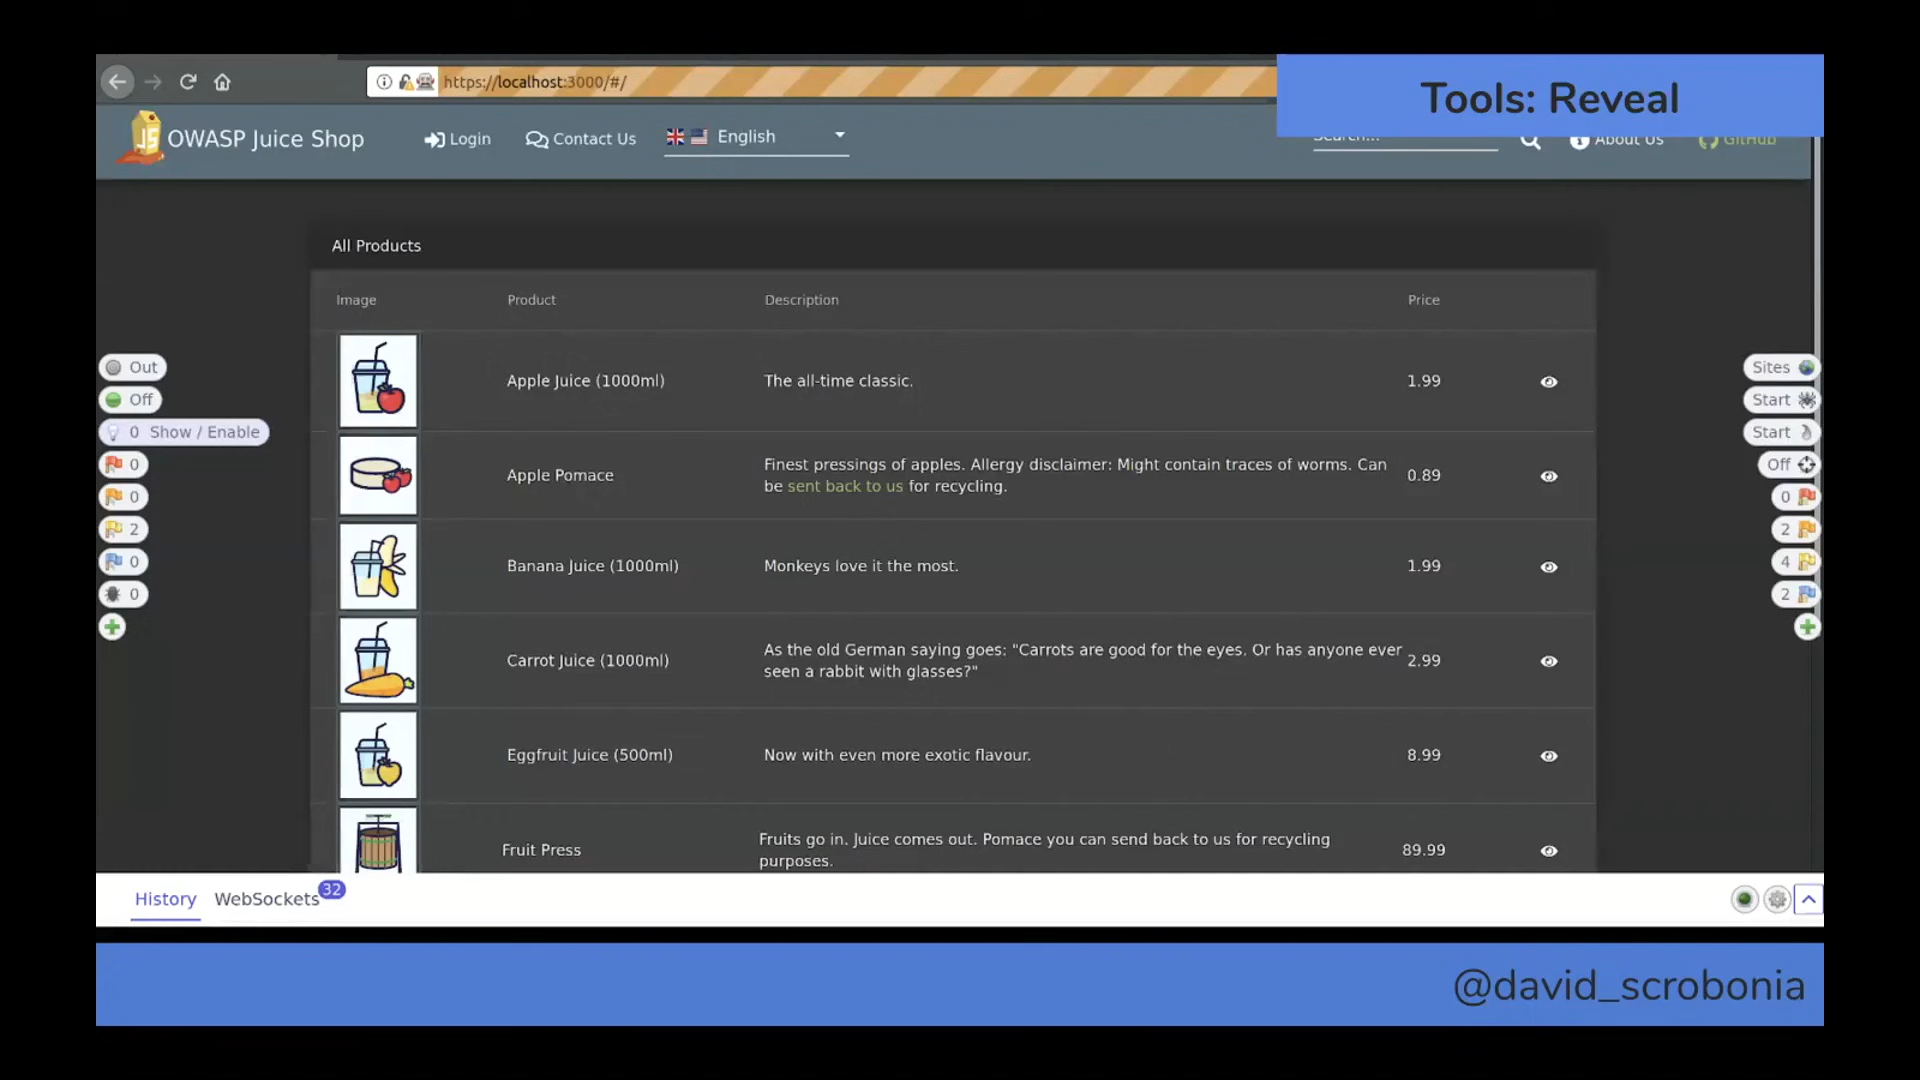 https://localhost:3000/#/
Tools: Reveal
JS
OWASP Juice Shop
Login
Contact Us
English
Search...
About Us
GitHub
All Products
Image Product Description Price
Apple Juice (1000ml) The all-time classic. 1.99
Apple Pomace Finest pressings of apples. Allergy disclaimer: Might contain traces of worms. Can
be sent back to us for recycling. 0.89
Banana Juice (1000ml) Monkeys love it the most. 1.99
Carrot Juice (1000ml) As the old German saying goes: "Carrots are good for the eyes. Or has anyone ever
seen a rabbit with glasses?" 2.99
Eggfruit Juice (500ml) Now with even more exotic flavour. 8.99
Fruit Press Fruits go in. Juice comes out. Pomace you can send back to us for recycling
purposes. 89.99
Out
Off
0 Show / Enable
0
0
2
0
0
Sites
Start
Start
Off
0
2
4
2
History WebSockets 32
@david_scrobonia